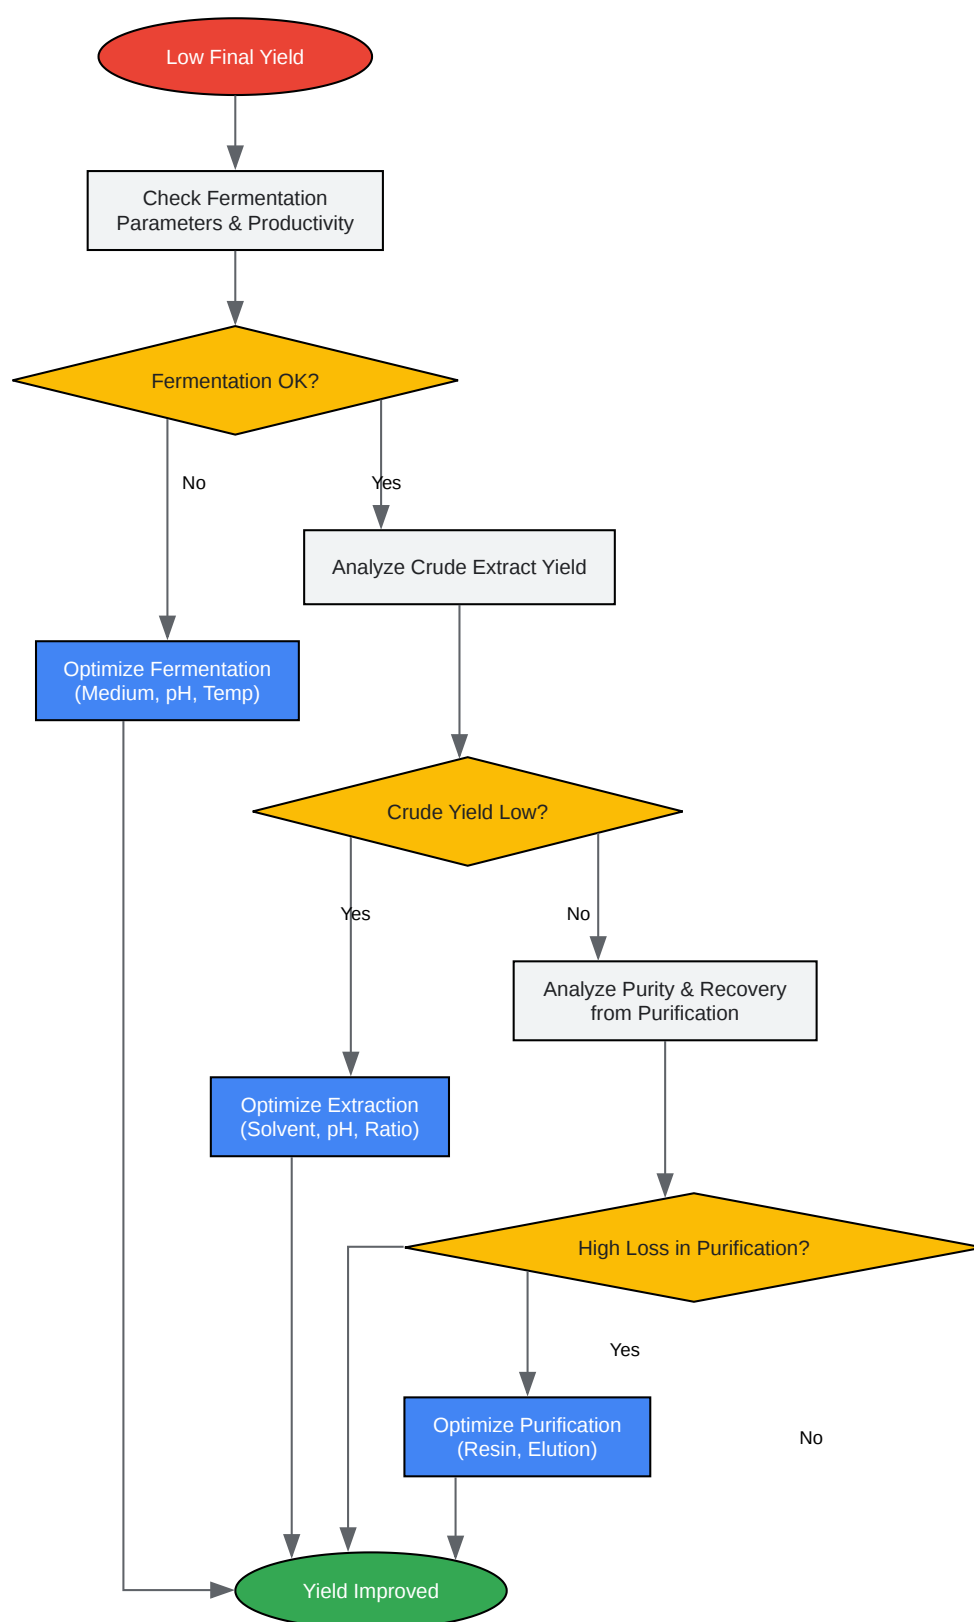 Low Final Yield
Check Fermentation
Parameters & Productivity
Fermentation OK?
No
Yes
Analyze Crude Extract Yield
Optimize Fermentation
(Medium, pH, Temp)
Crude Yield Low?
Yes
No
Analyze Purity & Recovery
from Purification
Optimize Extraction
(Solvent, pH, Ratio)
High Loss in Purification?
Yes
Optimize Purification
(Resin, Elution)
No
Yield Improved